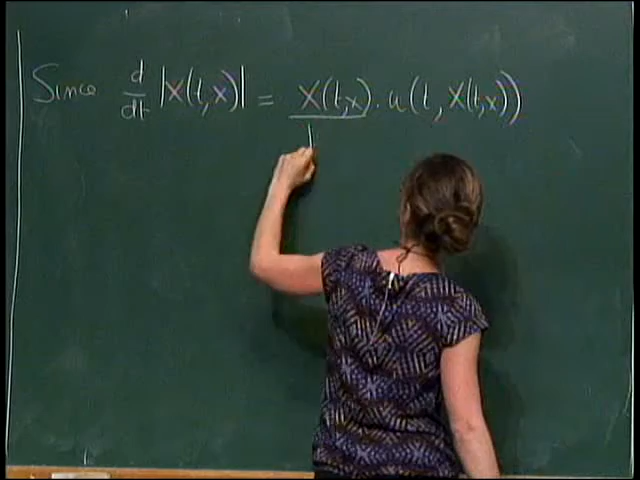 Since d/dt |X(t,x)| = X(t,x)/| · a(t, X(t,x))